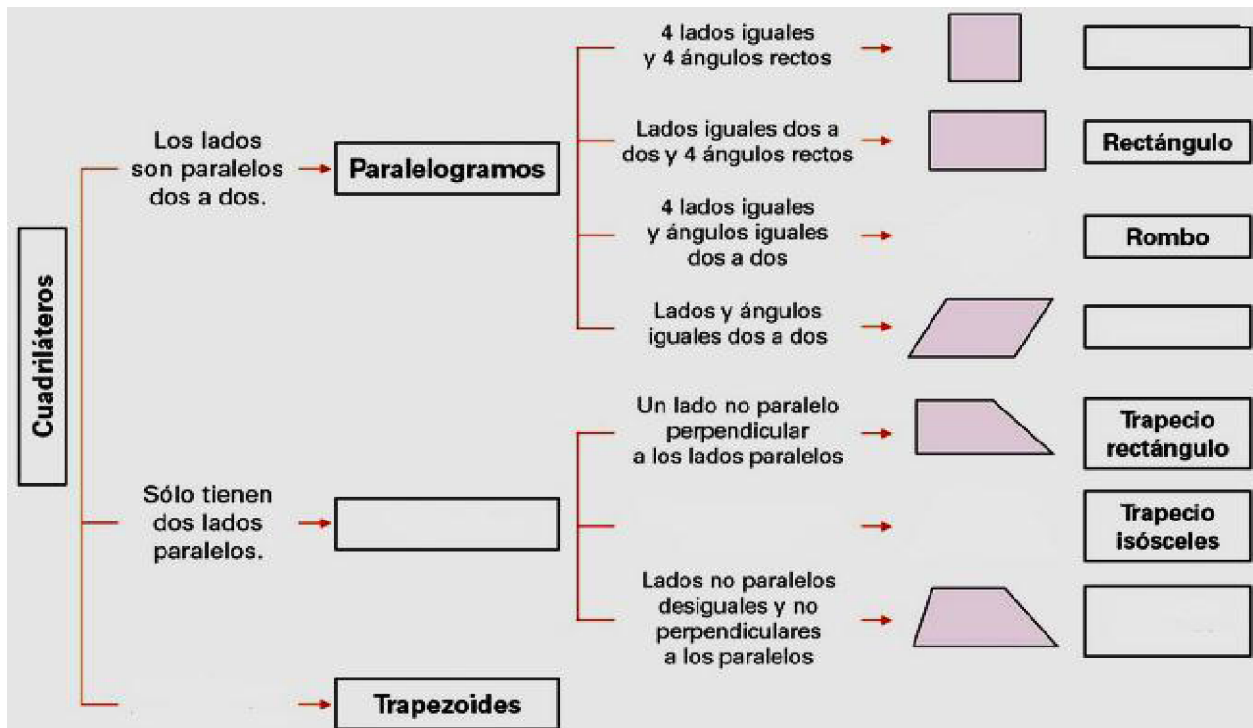 Cuadriláteros
Los lados
son paralelos
dos a dos.
Paralelogramos
4 lados iguales
y 4 ángulos rectos
Lados iguales dos a
dos y 4 ángulos rectos
Rectángulo
4 lados iguales
y ángulos iguales
dos a dos
Rombo
Lados y ángulos
iguales dos a dos
Sólo tienen
dos lados
paralelos.
Un lado no paralelo
perpendicular
a los lados paralelos
Trapecio
rectángulo
Trapecio
isósceles
Lados no paralelos
desiguales y no
perpendiculares
a los paralelos
Trapezoides